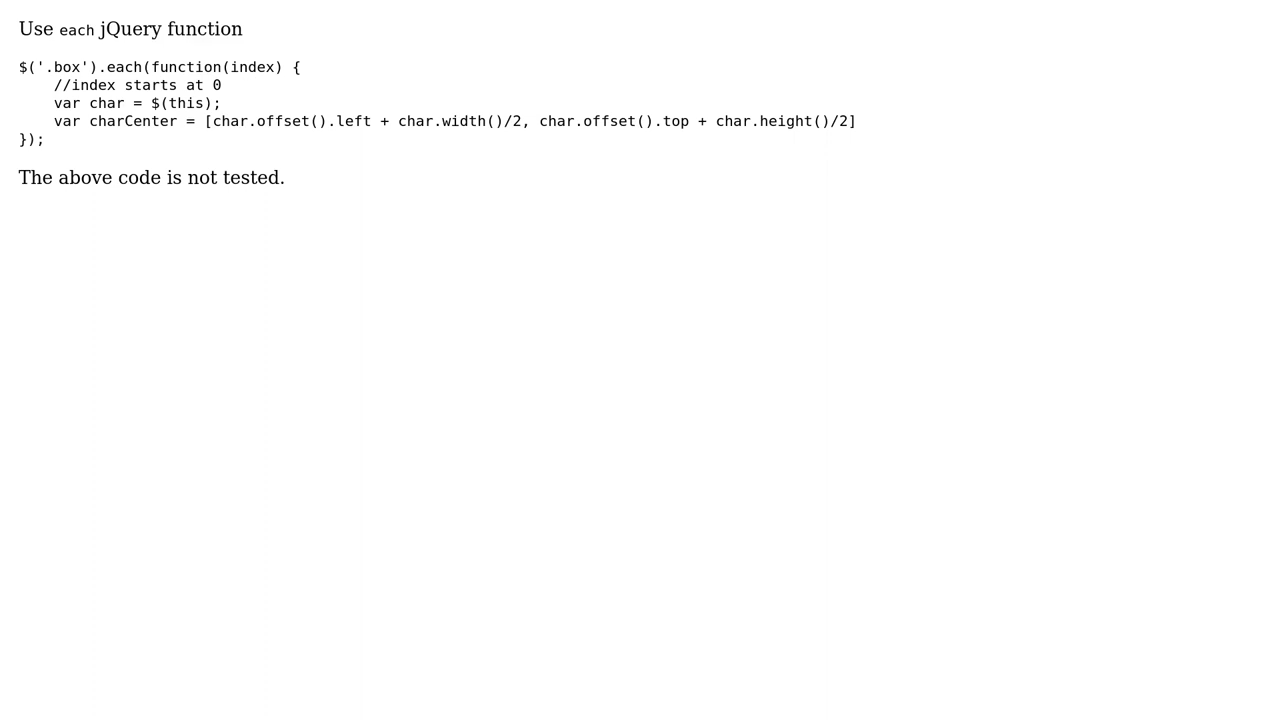 Use each jQuery function
$('.box').each(function(index) {
    //index starts at 0
    var char = $(this);
    var charCenter = [char.offset().left + char.width()/2, char.offset().top + char.height()/2]
});
The above code is not tested.